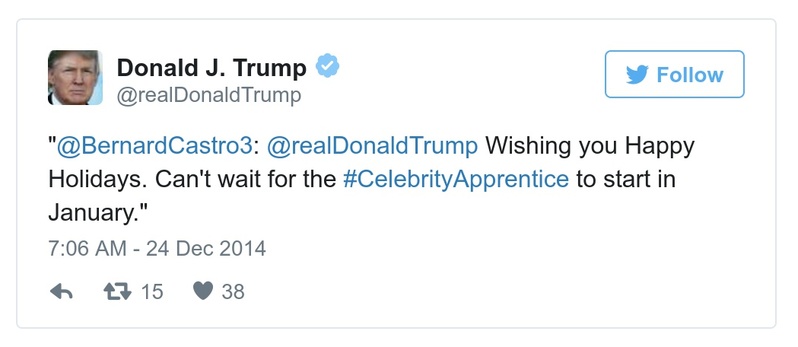 Donald J. Trump
@realDonaldTrump
Follow
"@BernardCastro3: @realDonaldTrump Wishing you Happy
Holidays. Can't wait for the #CelebrityApprentice to start in
January."
7:06 AM - 24 Dec 2014
15 38